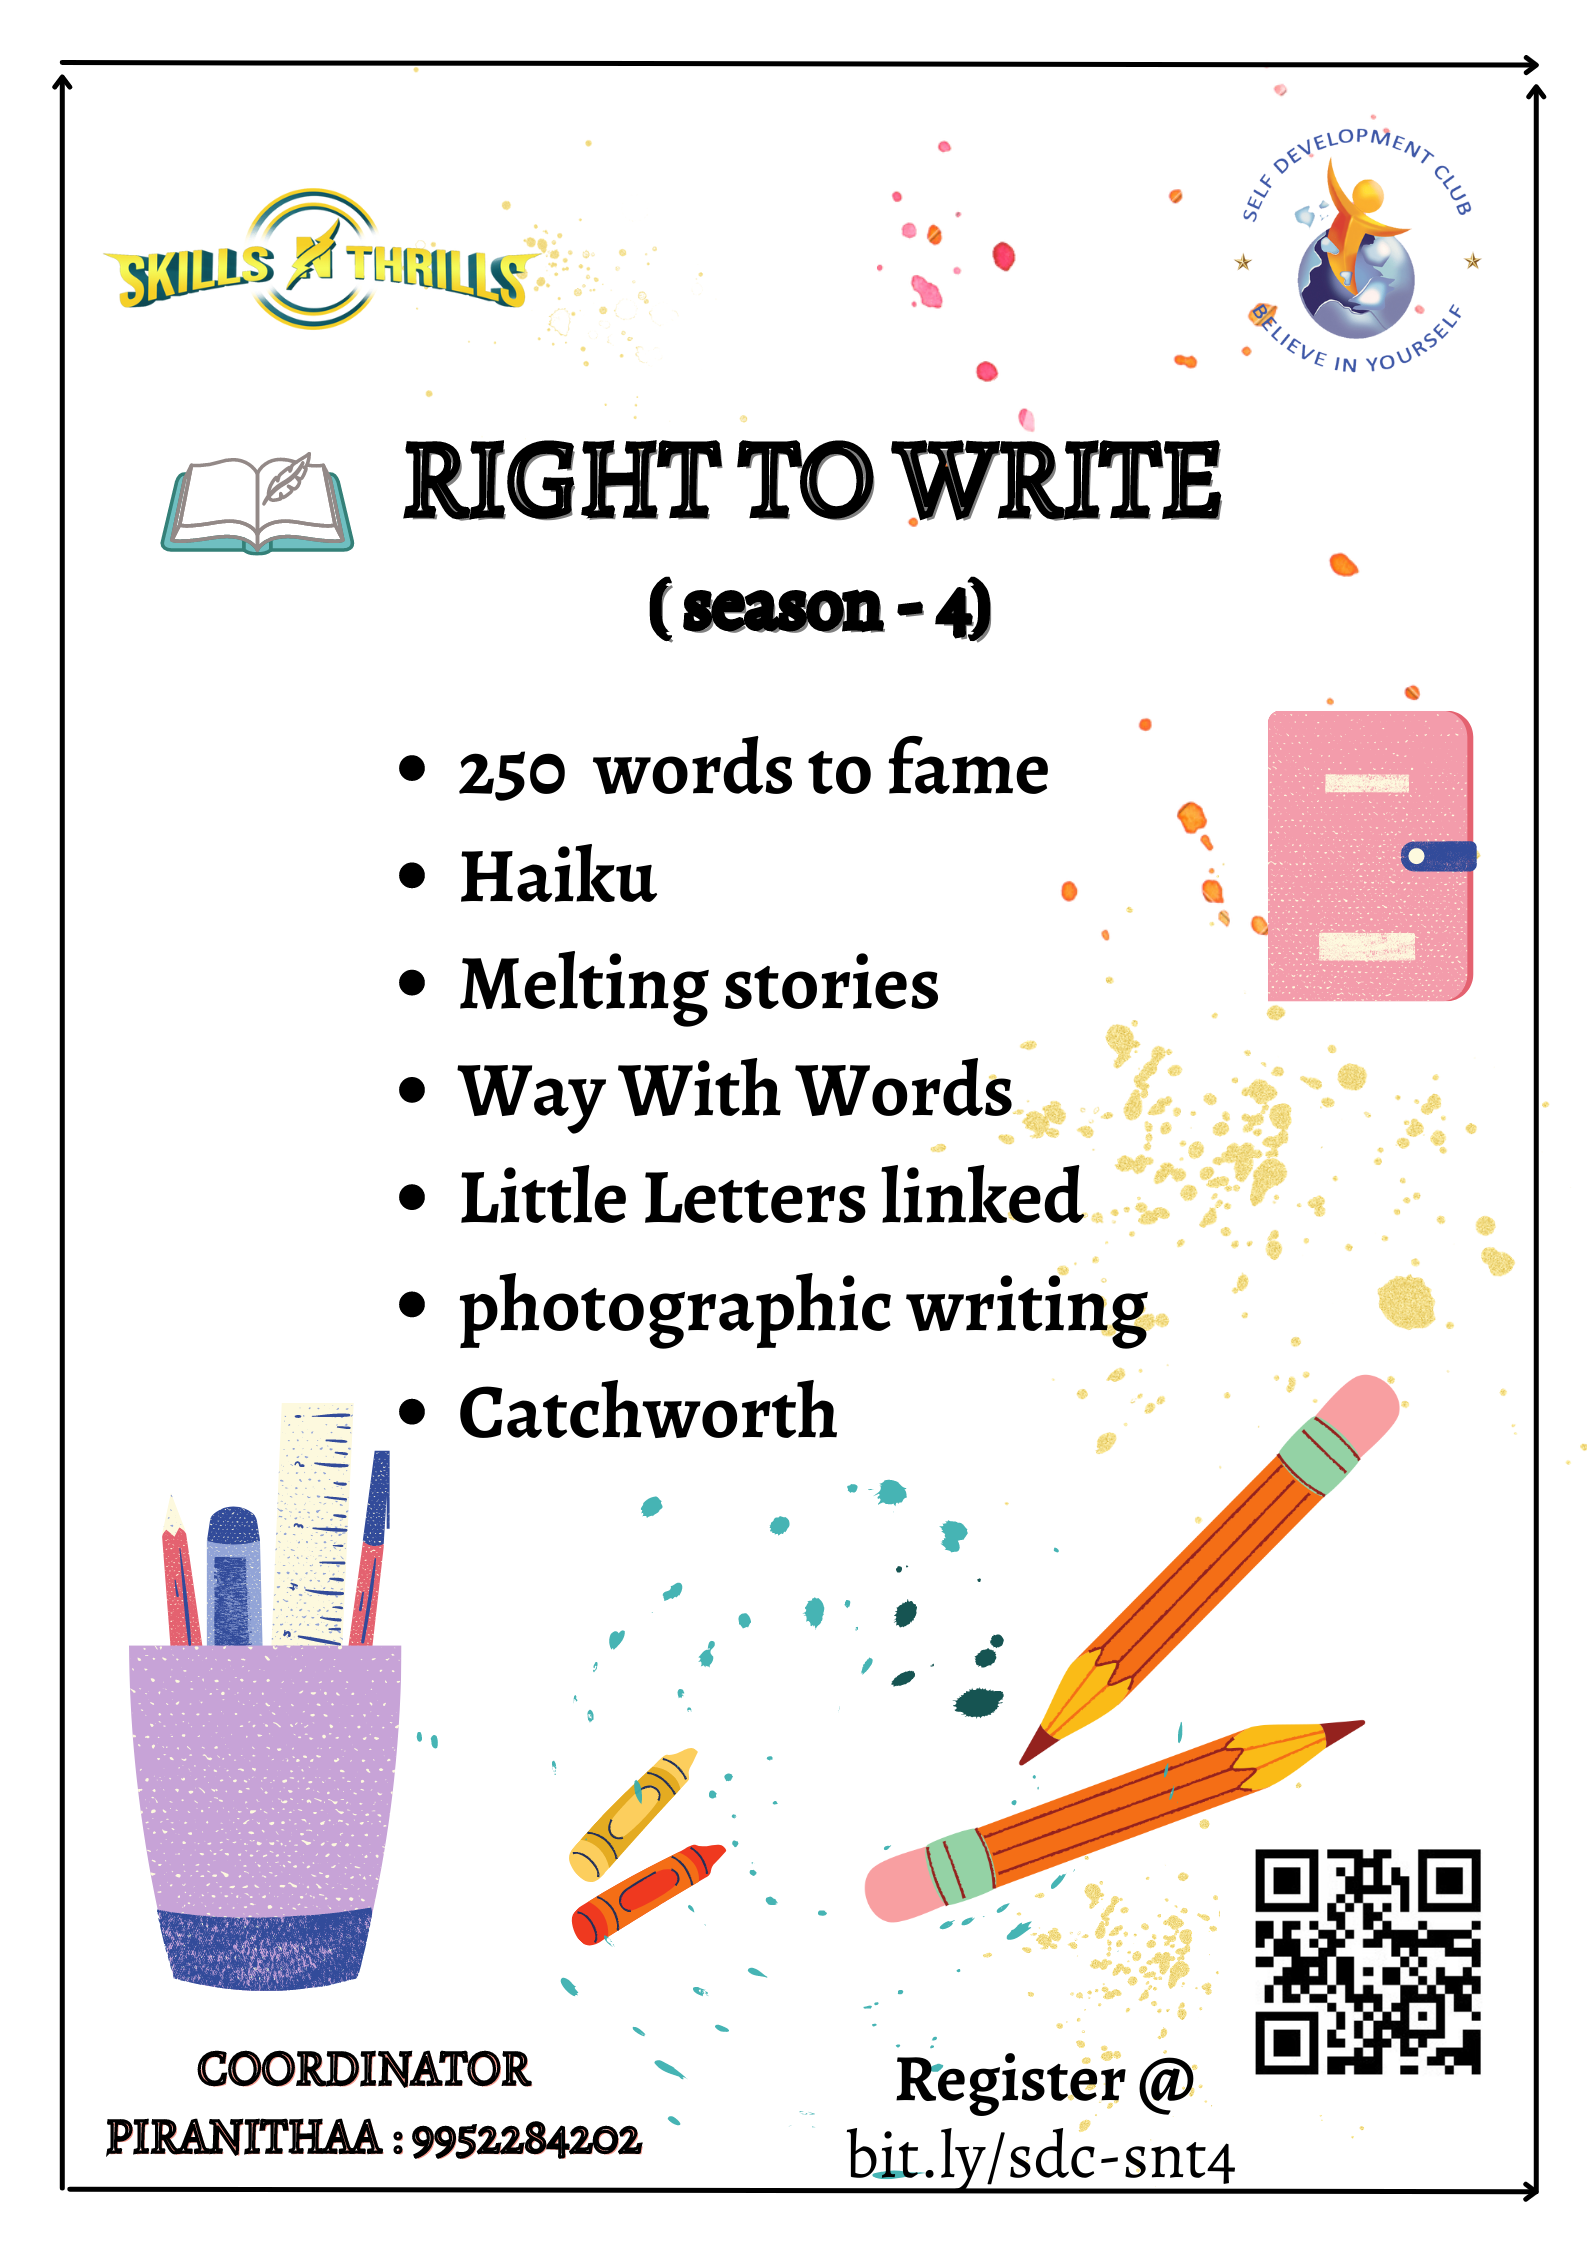 SKILLS N THRILLS
SELF DEVELOPMENT CLUB
BELIEVE IN YOURSELF
RIGHT TO WRITE
( season - 4)
• 250 words to fame
• Haiku
• Melting stories
• Way With Words
• Little Letters linked
• photographic writing
• Catchworth
COORDINATOR
PIRANITHAA : 9952284202
Register @
bit.ly/sdc-snt4